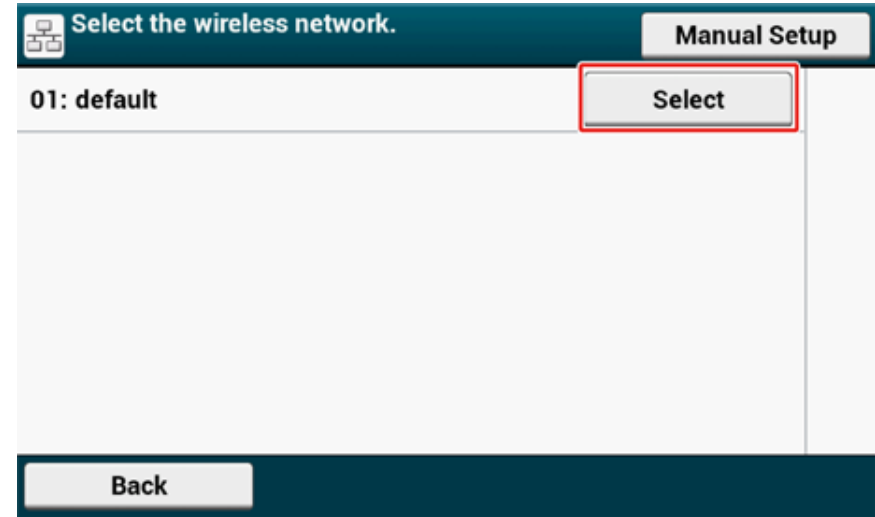 Select the wireless network.
Manual Setup
01: default
Select
Back